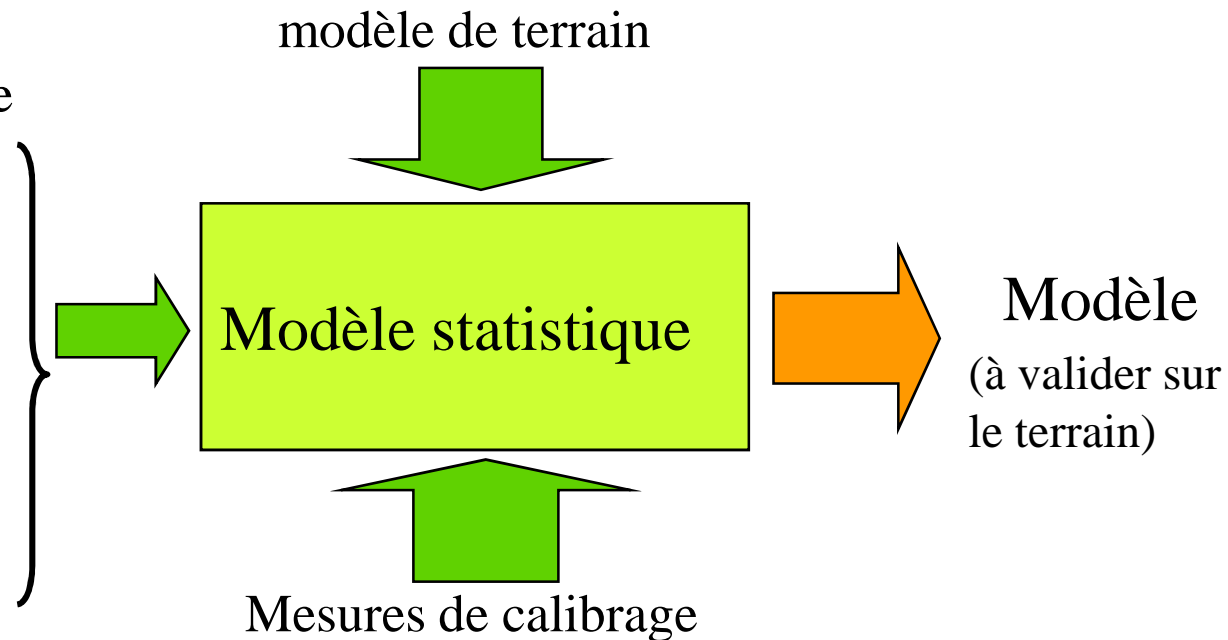 modèle de terrain
e
Modèle statistique
Modèle
(à valider sur
le terrain)
Mesures de calibrage